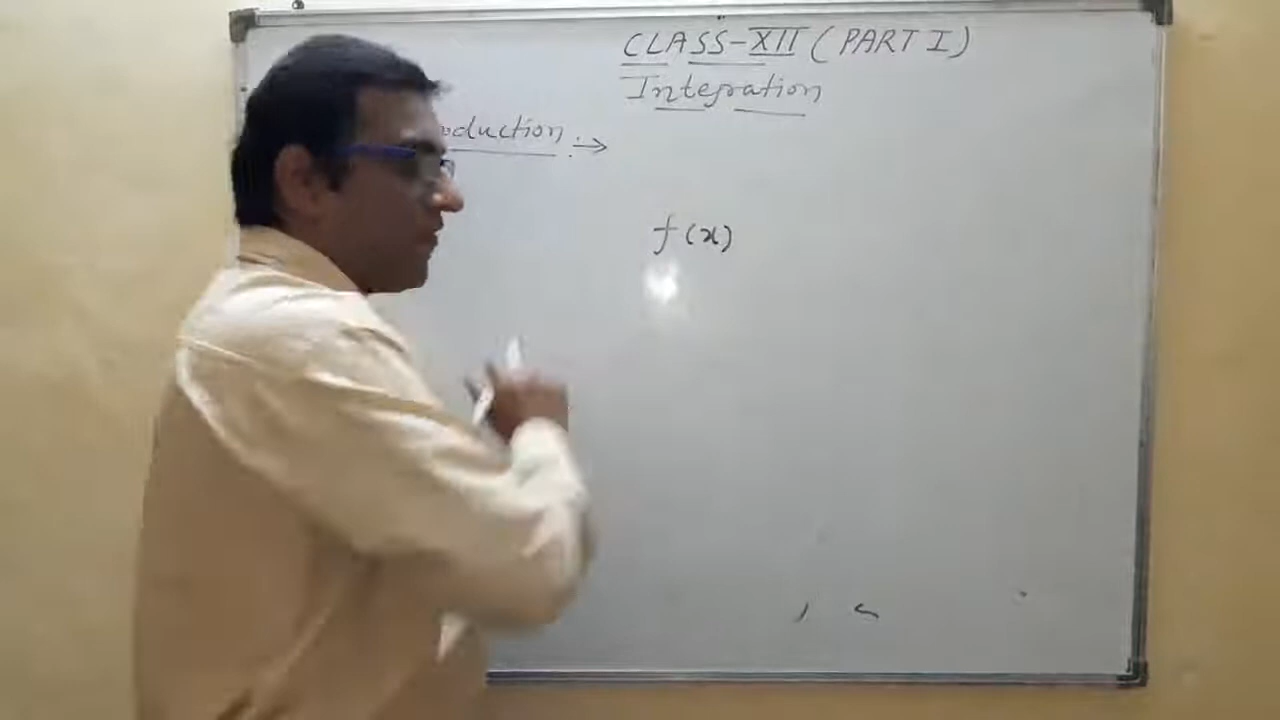 CLASS-XII (PART I)
Integration
oduction :→
f(x)